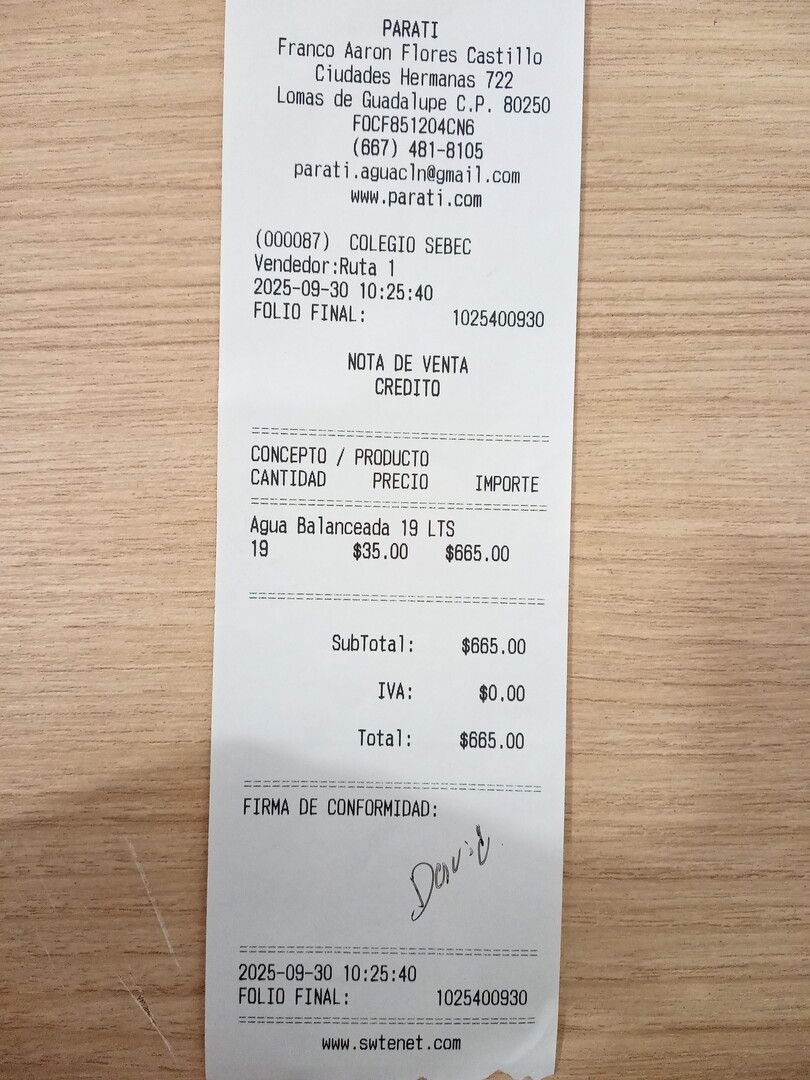 PARATI
Franco Aaron Flores Castillo
Ciudades Hermanas 722
Lomas de Guadalupe C.P. 80250
FOCF851204CN6
(667) 481-8105
parati.aguacln@gmail.com
www.parati.com
(000087) COLEGIO SEBEC
Vendedor:Ruta 1
2025-09-30 10:25:40
FOLIO FINAL: 1025400930
NOTA DE VENTA
CREDITO
CONCEPTO / PRODUCTO
CANTIDAD PRECIO IMPORTE
Agua Balanceada 19 LTS
19 $35.00 $665.00
SubTotal: $665.00
IVA: $0.00
Total: $665.00
FIRMA DE CONFORMIDAD:
David
2025-09-30 10:25:40
FOLIO FINAL: 1025400930
www.swtenet.com